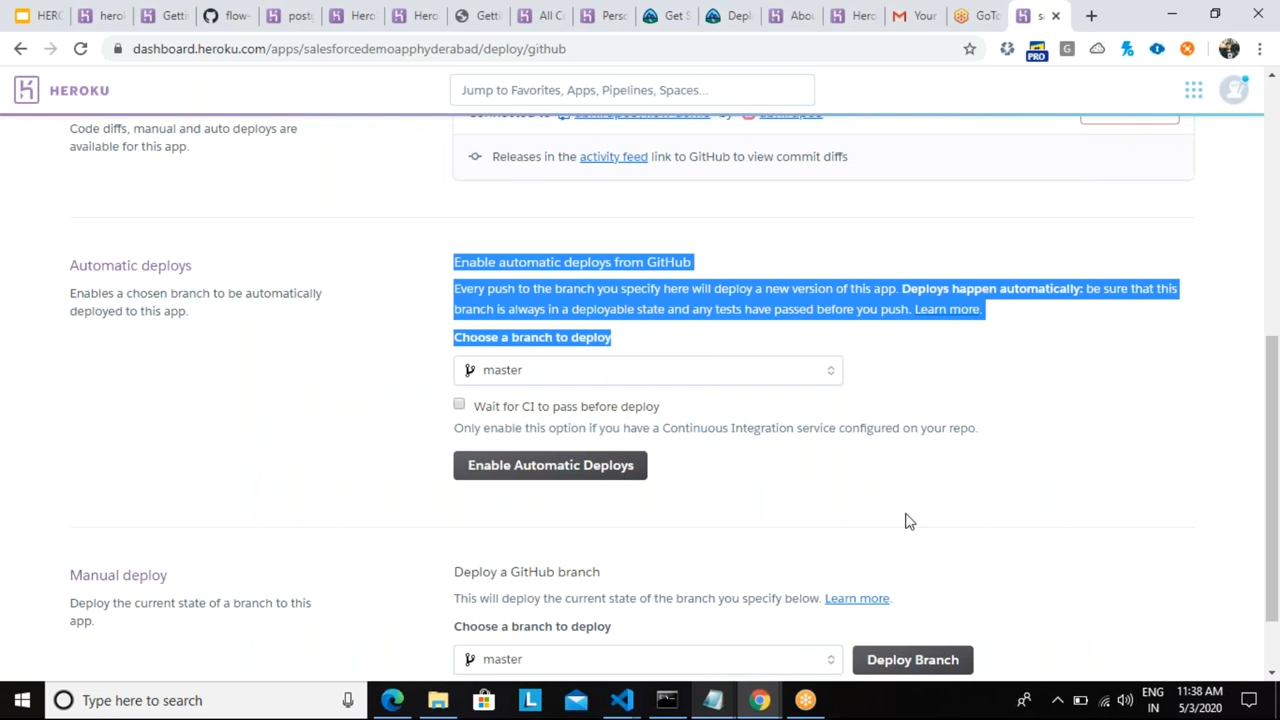 HERC
herok
Getti
flow-
postg
Hero
Hero
Getti
All C
Perso
Get S
Depl
Abou
Hero
Your
GoTo
sa
dashboard.heroku.com/apps/salesforcedemoapphyderabad/deploy/github
PRO
G
HEROKU
Jump to Favorites, Apps, Pipelines, Spaces...
Code diffs, manual and auto deploys are
available for this app.
Releases in the activity feed link to GitHub to view commit diffs
Automatic deploys
Enables a chosen branch to be automatically
deployed to this app.
Enable automatic deploys from GitHub
Every push to the branch you specify here will deploy a new version of this app. Deploys happen automatically: be sure that this
branch is always in a deployable state and any tests have passed before you push. Learn more.
Choose a branch to deploy
master
Wait for CI to pass before deploy
Only enable this option if you have a Continuous Integration service configured on your repo.
Enable Automatic Deploys
Manual deploy
Deploy the current state of a branch to this
app.
Deploy a GitHub branch
This will deploy the current state of the branch you specify below. Learn more.
Choose a branch to deploy
master
Deploy Branch
Type here to search
L
ENG
IN
11:38 AM
5/3/2020